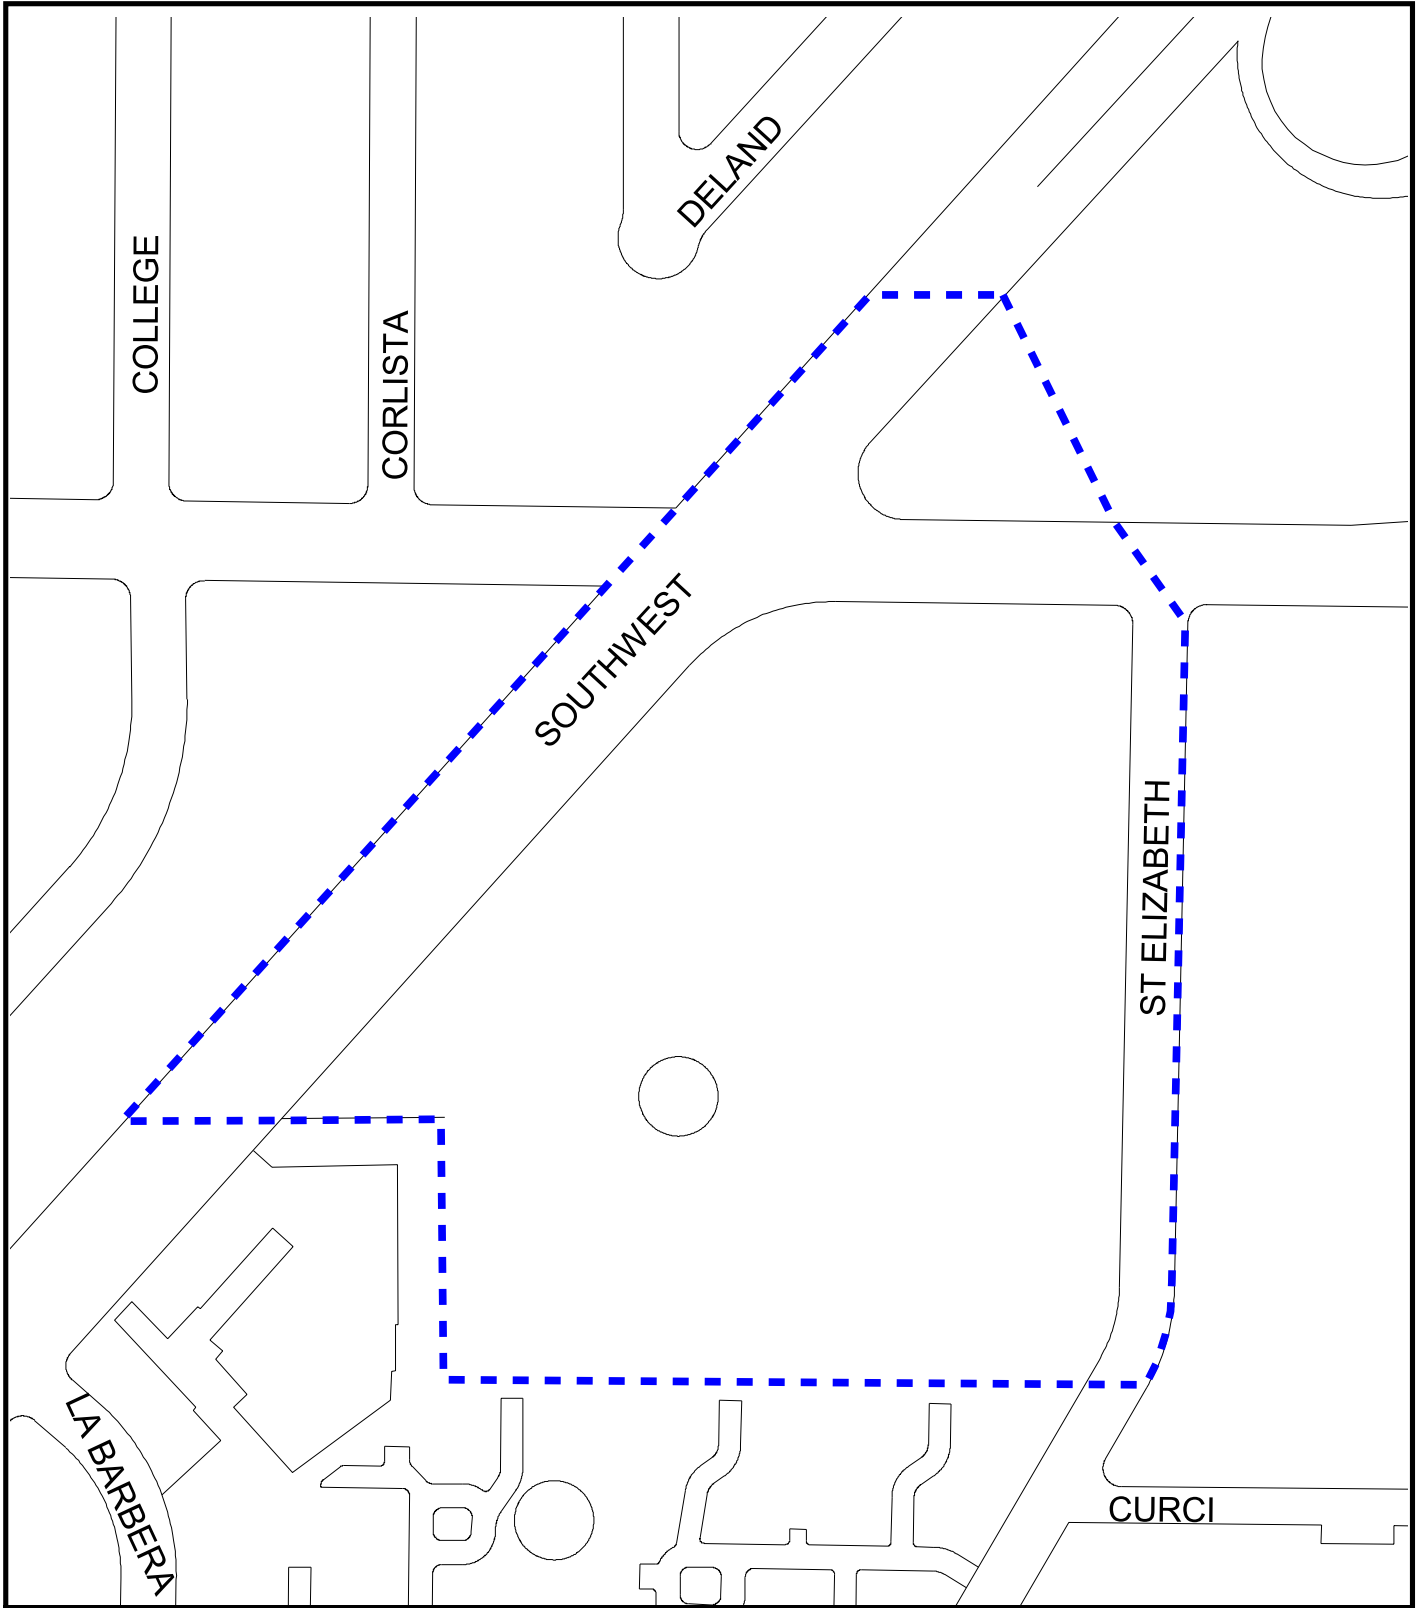 DELAND
COLLEGE
CORLISTA
SOUTHWEST
ST ELIZABETH
LA BARBERA
CURCI